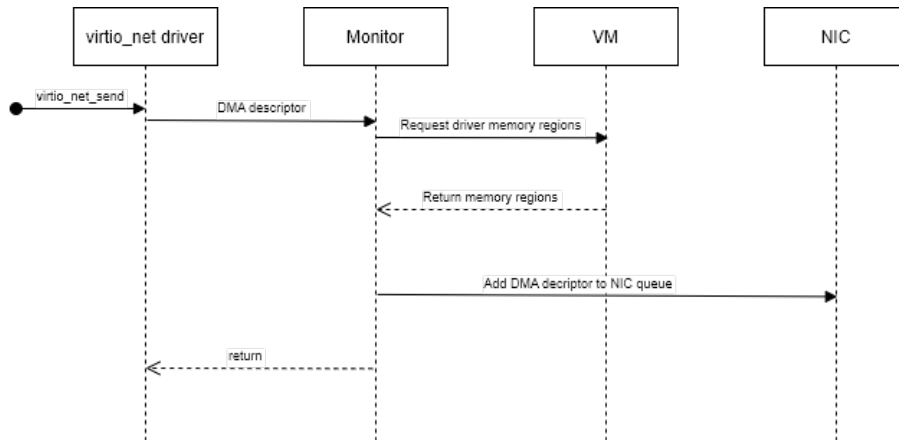 virtio_net driver
Monitor
VM
NIC
virtio_net_send
DMA descriptor
Request driver memory regions
Return memory regions
Add DMA decriptor to NIC queue
return